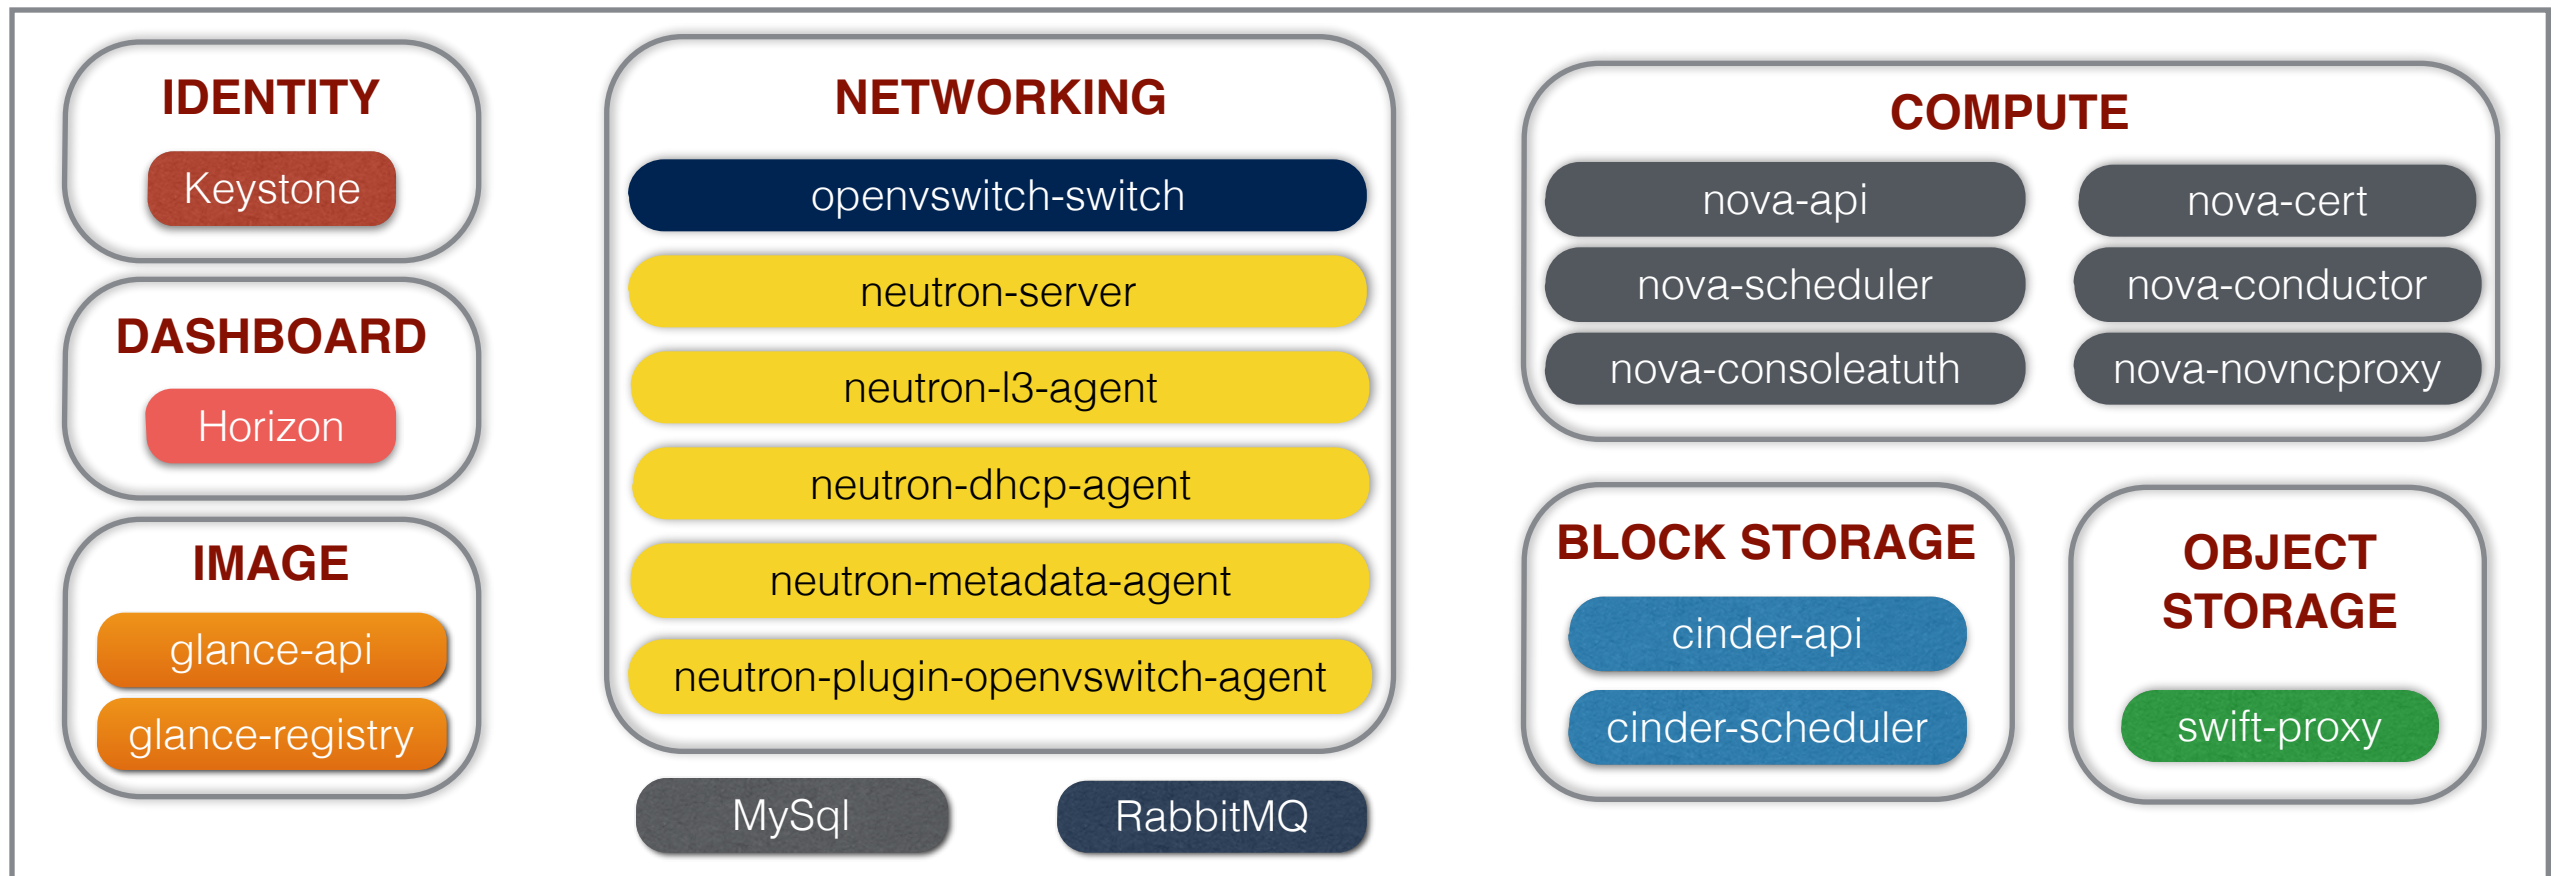 IDENTITY
Keystone
DASHBOARD
Horizon
IMAGE
glance-api
glance-registry
NETWORKING
openvswitch-switch
neutron-server
neutron-l3-agent
neutron-dhcp-agent
neutron-metadata-agent
neutron-plugin-openvswitch-agent
MySql
RabbitMQ
COMPUTE
nova-api
nova-cert
nova-scheduler
nova-conductor
nova-consoleatuth
nova-novncproxy
BLOCK STORAGE
cinder-api
cinder-scheduler
OBJECT
STORAGE
swift-proxy